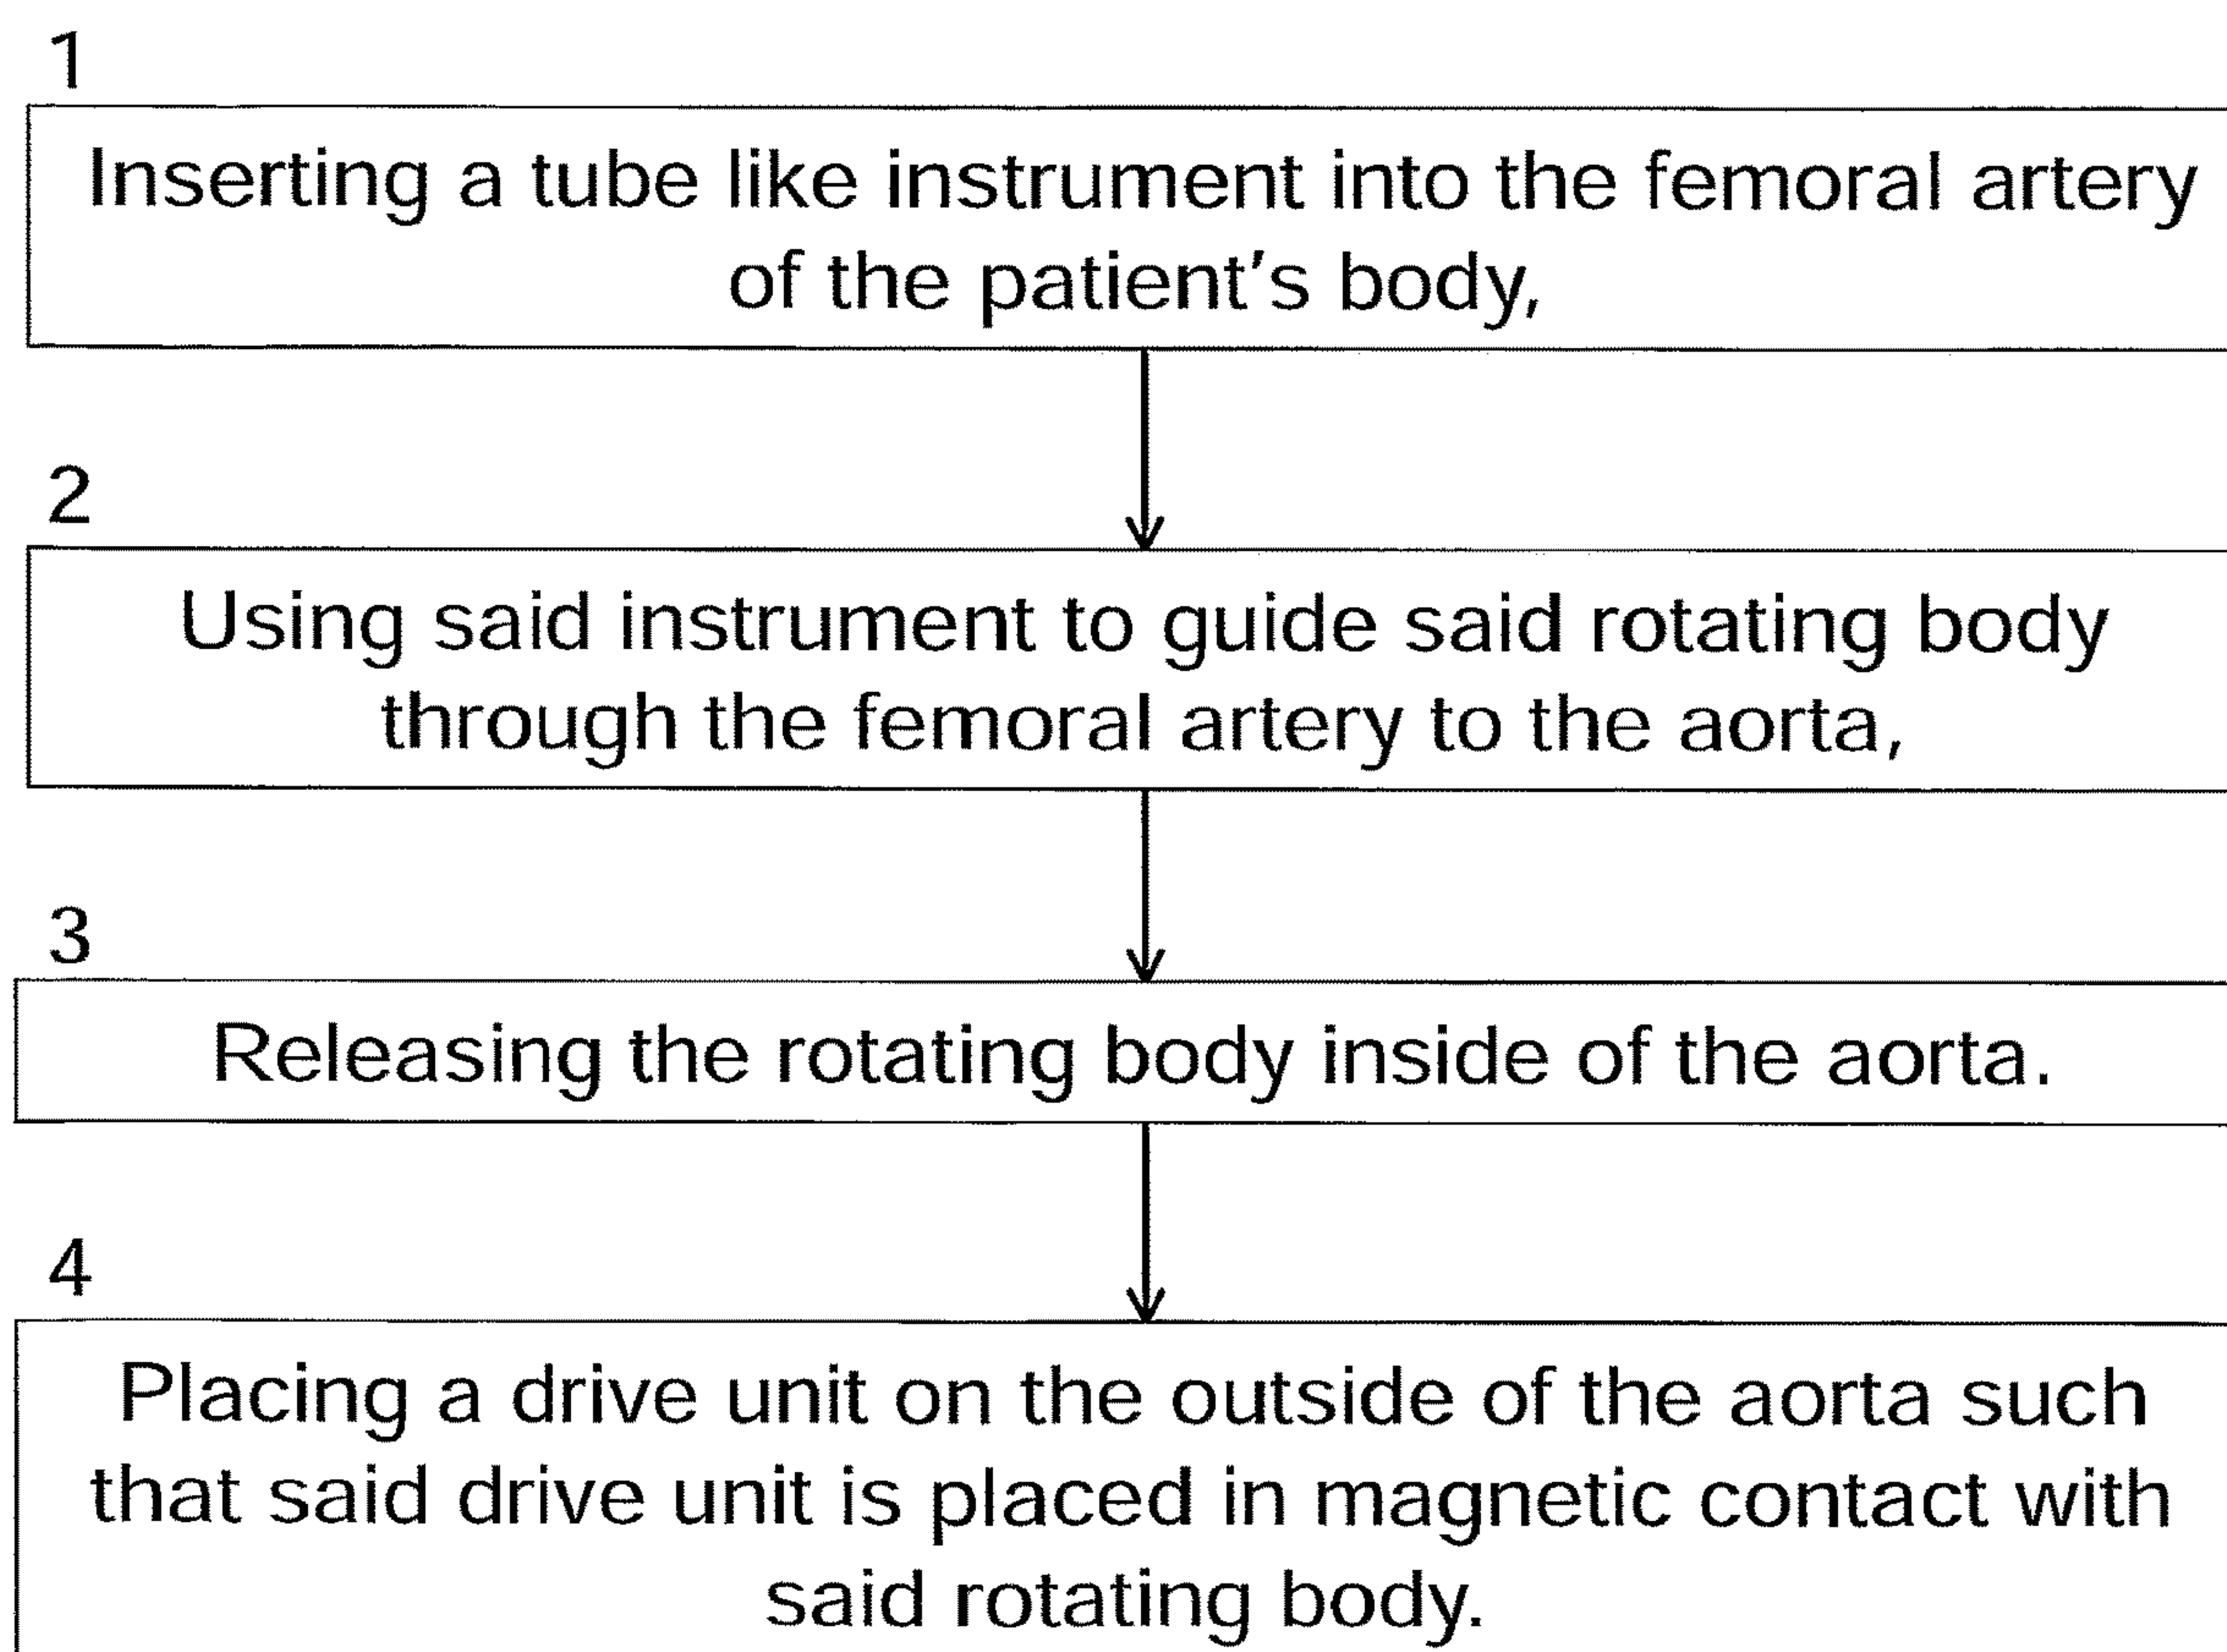 1
Inserting a tube like instrument into the femoral artery
of the patient's body,
2
Using said instrument to guide said rotating body
through the femoral artery to the aorta,
3
Releasing the rotating body inside of the aorta.
4
Placing a drive unit on the outside of the aorta such
that said drive unit is placed in magnetic contact with
said rotating body.